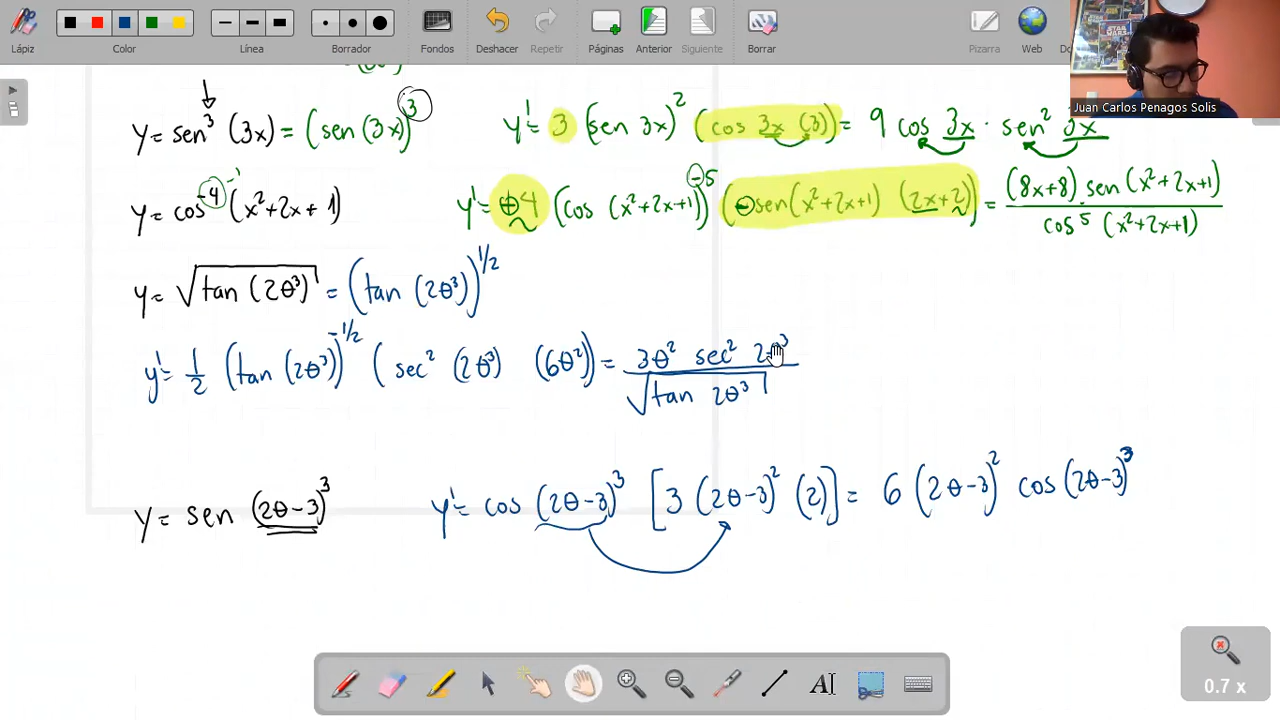 Lápiz Color Línea Borrador Fondos Deshacer Repetir Páginas Anterior Siguiente Borrar Pizarra Web
Juan Carlos Penagos Solis
y = sen³ (3x) = (sen (3x))³ y' = 3 (sen 3x)² (cos 3x (3)) = 9 cos 3x · sen² 3x
y = cos⁻⁴ (x²+2x+1) y' = +4 (cos (x²+2x+1))⁻⁵ (-sen (x²+2x+1) (2x+2)) = (8x+8) sen (x²+2x+1) / cos⁵ (x²+2x+1)
y = √tan (2θ³) = (tan (2θ³))^1/2
y' = 1/2 (tan (2θ³))^-1/2 (sec² (2θ³) (6θ²)) = 3θ² sec² 2θ³ / √tan 2θ³
y = sen (2θ-3)³ y' = cos (2θ-3)³ [3 (2θ-3)² (2)] = 6 (2θ-3)² cos (2θ-3)³
0.7 x